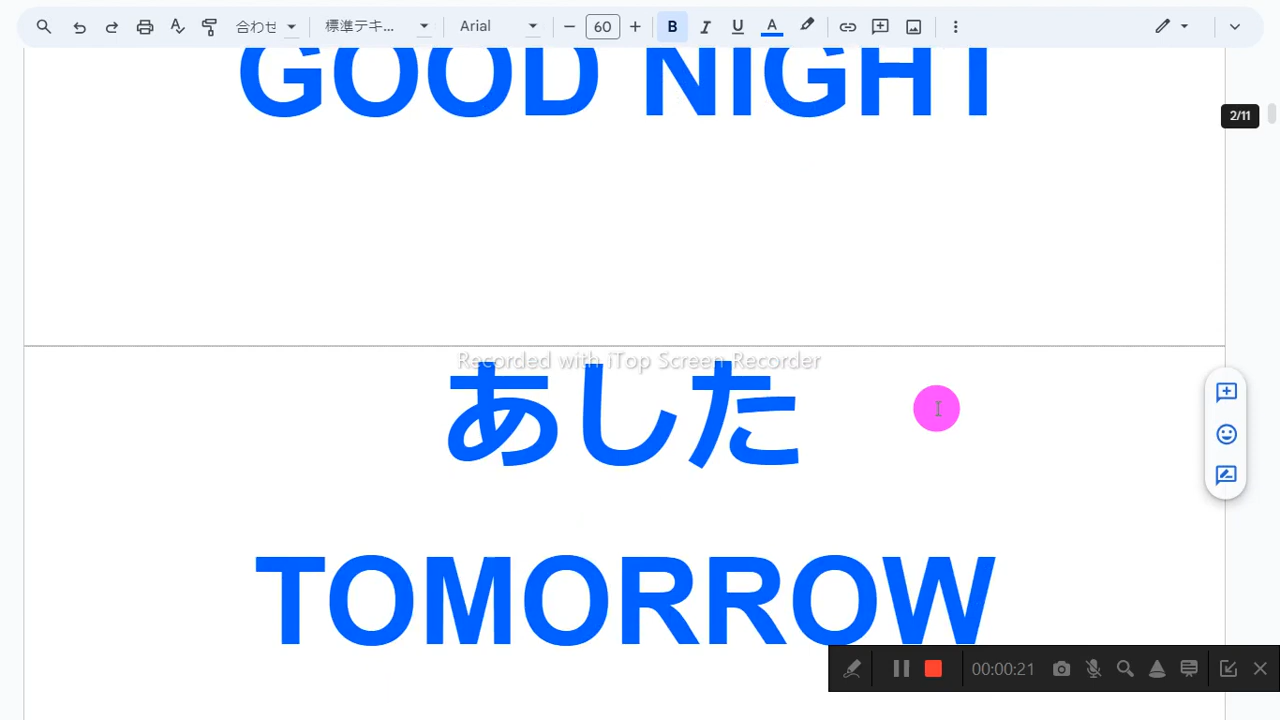 合わせ 標準テキ... Arial 60 B I U A
GOOD NIGHT
2/11
Recorded with iTop Screen Recorder
あした
TOMORROW
00:00:21